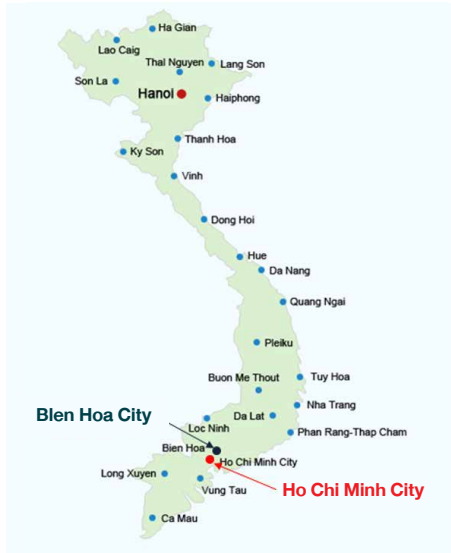 Ha Gian
Lao Caig
Thal Nguyen
Lang Son
Son La
Hanoi
Haiphong
Thanh Hoa
Ky Son
Vinh
Dong Hoi
Hue
Da Nang
Quang Ngai
Pleiku
Buon Me Thout
Tuy Hoa
Nha Trang
Blen Hoa City
Da Lat
Loc Ninh
Phan Rang-Thap Cham
Bien Hoa
Ho Chi Minh City
Long Xuyen
Vung Tau
Ho Chi Minh City
Ca Mau